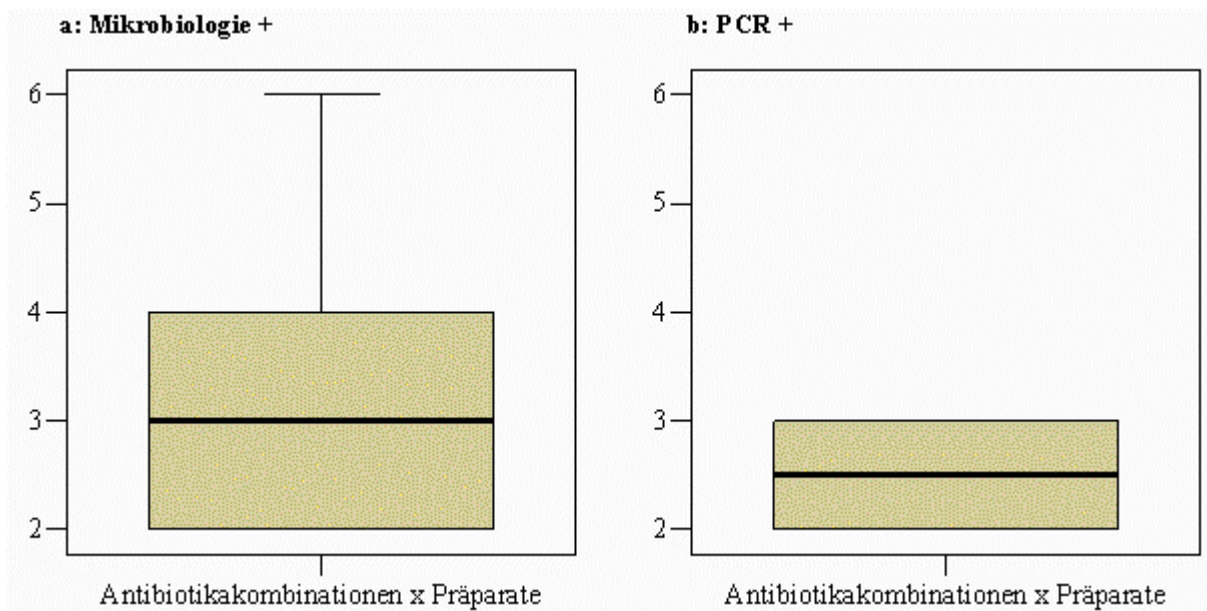 a: Mikrobiologie +
6
5
4
3
2
Antibiotikakombinationen x Präparate
b: PCR +
6
5
4
3
2
Antibiotikakombinationen x Präparate